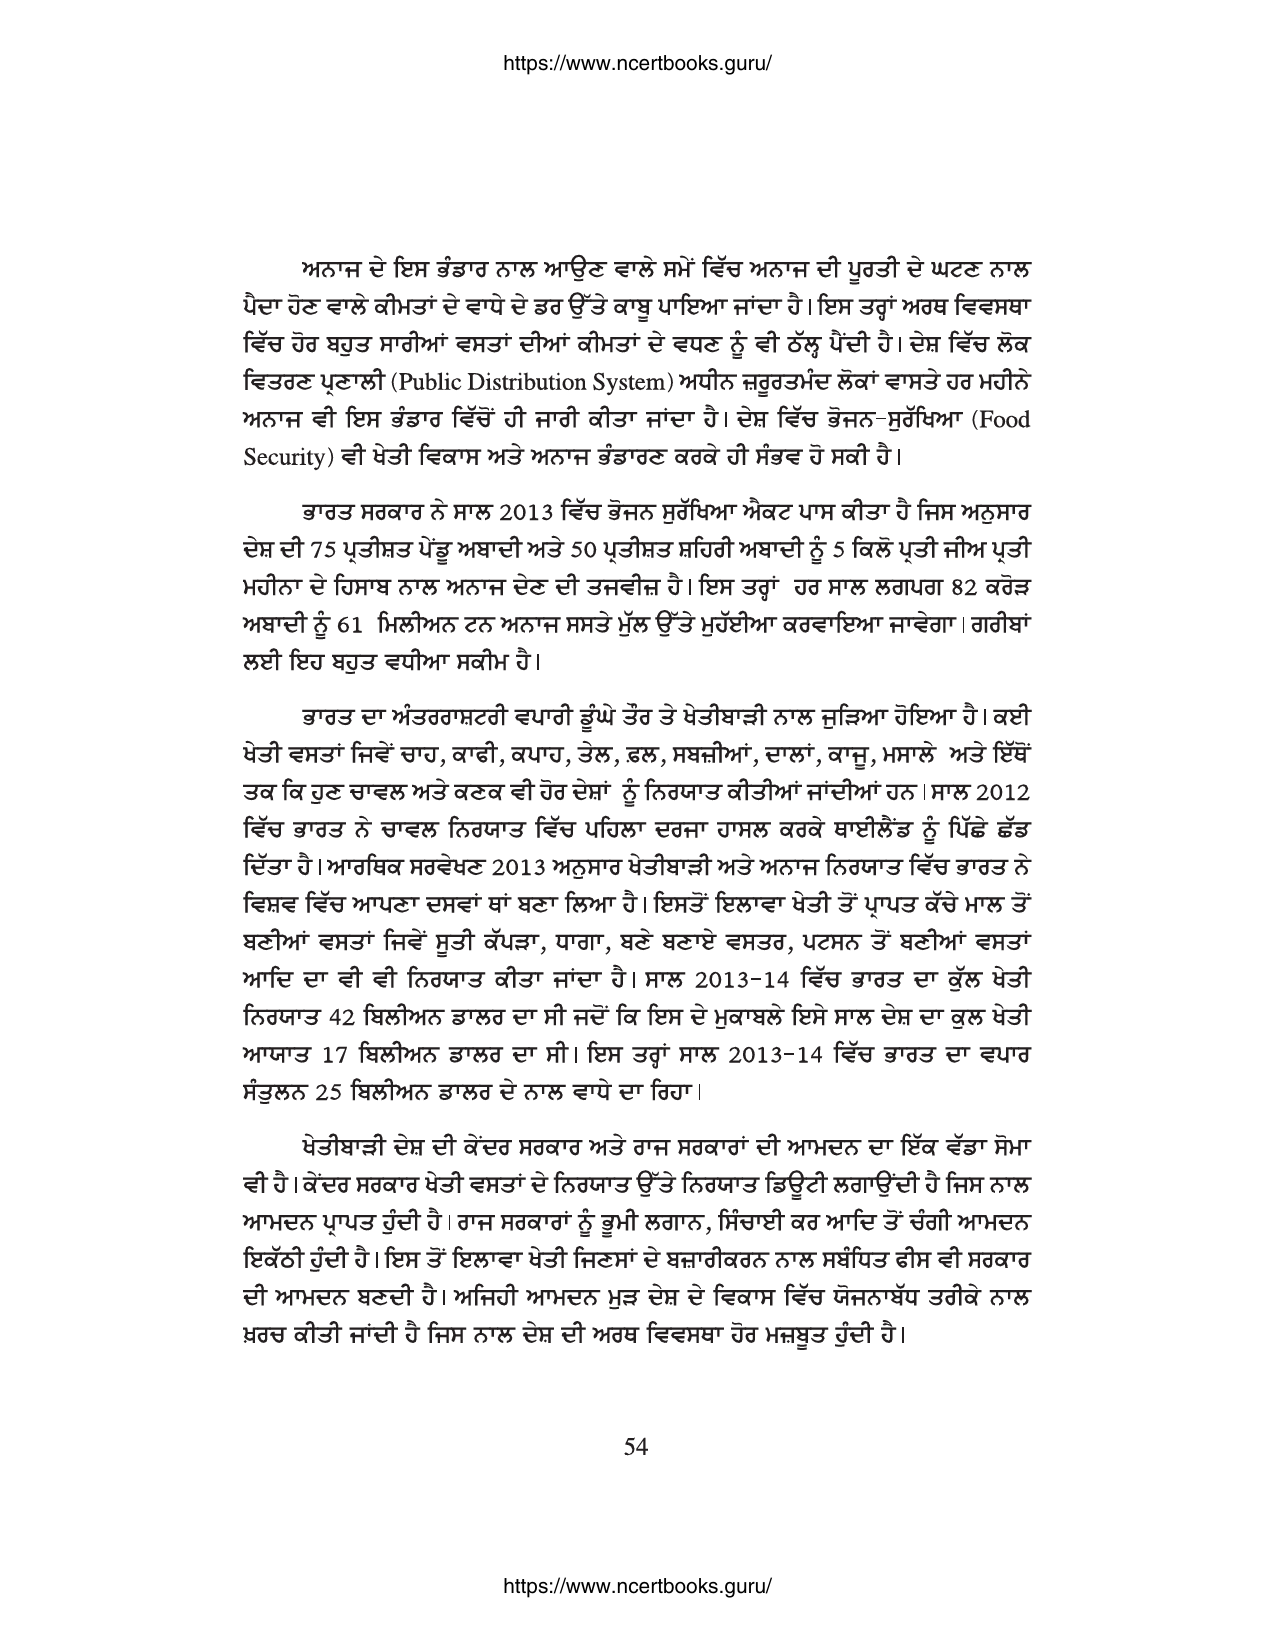 https://www.ncertbooks.guru/
ਅਨਾਜ ਦੇ ਇਸ ਭੰਡਾਰ ਨਾਲ ਆਉਣ ਵਾਲੇ ਸਮੇਂ ਵਿੱਚ ਅਨਾਜ ਦੀ ਪੂਰਤੀ ਦੇ ਘਟਣ ਨਾਲ
ਪੈਦਾ ਹੋਣ ਵਾਲੇ ਕੀਮਤਾਂ ਦੇ ਵਾਧੇ ਦੇ ਡਰ ਉੱਤੇ ਕਾਬੂ ਪਾਇਆ ਜਾਂਦਾ ਹੈ। ਇਸ ਤਰ੍ਹਾਂ ਅਰਥ ਵਿਵਸਥਾ
ਵਿੱਚ ਹੋਰ ਬਹੁਤ ਸਾਰੀਆਂ ਵਸਤਾਂ ਦੀਆਂ ਕੀਮਤਾਂ ਦੇ ਵਧਣ ਨੂੰ ਵੀ ਠੱਲ੍ਹ ਪੈਂਦੀ ਹੈ। ਦੇਸ਼ ਵਿੱਚ ਲੋਕ
ਵਿਤਰਣ ਪ੍ਰਣਾਲੀ (Public Distribution System) ਅਧੀਨ ਜ਼ਰੂਰਤਮੰਦ ਲੋਕਾਂ ਵਾਸਤੇ ਹਰ ਮਹੀਨੇ
ਅਨਾਜ ਵੀ ਇਸ ਭੰਡਾਰ ਵਿੱਚੋਂ ਹੀ ਜਾਰੀ ਕੀਤਾ ਜਾਂਦਾ ਹੈ। ਦੇਸ਼ ਵਿੱਚ ਭੋਜਨ-ਸੁਰੱਖਿਆ (Food
Security) ਵੀ ਖੇਤੀ ਵਿਕਾਸ ਅਤੇ ਅਨਾਜ ਭੰਡਾਰਣ ਕਰਕੇ ਹੀ ਸੰਭਵ ਹੋ ਸਕੀ ਹੈ।
ਭਾਰਤ ਸਰਕਾਰ ਨੇ ਸਾਲ 2013 ਵਿੱਚ ਭੋਜਨ ਸੁਰੱਖਿਆ ਐਕਟ ਪਾਸ ਕੀਤਾ ਹੈ ਜਿਸ ਅਨੁਸਾਰ
ਦੇਸ਼ ਦੀ 75 ਪ੍ਰਤੀਸ਼ਤ ਪੇਂਡੂ ਅਬਾਦੀ ਅਤੇ 50 ਪ੍ਰਤੀਸ਼ਤ ਸ਼ਹਿਰੀ ਅਬਾਦੀ ਨੂੰ 5 ਕਿਲੋ ਪ੍ਰਤੀ ਜੀਅ ਪ੍ਰਤੀ
ਮਹੀਨਾ ਦੇ ਹਿਸਾਬ ਨਾਲ ਅਨਾਜ ਦੇਣ ਦੀ ਤਜਵੀਜ਼ ਹੈ। ਇਸ ਤਰ੍ਹਾਂ ਹਰ ਸਾਲ ਲਗਪਗ 82 ਕਰੋੜ
ਅਬਾਦੀ ਨੂੰ 61 ਮਿਲੀਅਨ ਟਨ ਅਨਾਜ ਸਸਤੇ ਮੁੱਲ ਉੱਤੇ ਮੁਹੱਈਆ ਕਰਵਾਇਆ ਜਾਵੇਗਾ। ਗਰੀਬਾਂ
ਲਈ ਇਹ ਬਹੁਤ ਵਧੀਆ ਸਕੀਮ ਹੈ।
ਭਾਰਤ ਦਾ ਅੰਤਰਰਾਸ਼ਟਰੀ ਵਪਾਰੀ ਡੂੰਘੇ ਤੌਰ ਤੇ ਖੇਤੀਬਾੜੀ ਨਾਲ ਜੁੜਿਆ ਹੋਇਆ ਹੈ। ਕਈ
ਖੇਤੀ ਵਸਤਾਂ ਜਿਵੇਂ ਚਾਹ, ਕਾਫੀ, ਕਪਾਹ, ਤੇਲ, ਫ਼ਲ, ਸਬਜ਼ੀਆਂ, ਦਾਲਾਂ, ਕਾਜੂ, ਮਸਾਲੇ ਅਤੇ ਇੱਥੋਂ
ਤਕ ਕਿ ਹੁਣ ਚਾਵਲ ਅਤੇ ਕਣਕ ਵੀ ਹੋਰ ਦੇਸ਼ਾਂ ਨੂੰ ਨਿਰਯਾਤ ਕੀਤੀਆਂ ਜਾਂਦੀਆਂ ਹਨ। ਸਾਲ 2012
ਵਿੱਚ ਭਾਰਤ ਨੇ ਚਾਵਲ ਨਿਰਯਾਤ ਵਿੱਚ ਪਹਿਲਾ ਦਰਜਾ ਹਾਸਲ ਕਰਕੇ ਥਾਈਲੈਂਡ ਨੂੰ ਪਿੱਛੇ ਛੱਡ
ਦਿੱਤਾ ਹੈ। ਆਰਥਿਕ ਸਰਵੇਖਣ 2013 ਅਨੁਸਾਰ ਖੇਤੀਬਾੜੀ ਅਤੇ ਅਨਾਜ ਨਿਰਯਾਤ ਵਿੱਚ ਭਾਰਤ ਨੇ
ਵਿਸ਼ਵ ਵਿੱਚ ਆਪਣਾ ਦਸਵਾਂ ਥਾਂ ਬਣਾ ਲਿਆ ਹੈ। ਇਸਤੋਂ ਇਲਾਵਾ ਖੇਤੀ ਤੋਂ ਪ੍ਰਾਪਤ ਕੱਚੇ ਮਾਲ ਤੋਂ
ਬਣੀਆਂ ਵਸਤਾਂ ਜਿਵੇਂ ਸੂਤੀ ਕੱਪੜਾ, ਧਾਗਾ, ਬਣੇ ਬਣਾਏ ਵਸਤਰ, ਪਟਸਨ ਤੋਂ ਬਣੀਆਂ ਵਸਤਾਂ
ਆਦਿ ਦਾ ਵੀ ਵੀ ਨਿਰਯਾਤ ਕੀਤਾ ਜਾਂਦਾ ਹੈ। ਸਾਲ 2013-14 ਵਿੱਚ ਭਾਰਤ ਦਾ ਕੁੱਲ ਖੇਤੀ
ਨਿਰਯਾਤ 42 ਬਿਲੀਅਨ ਡਾਲਰ ਦਾ ਸੀ ਜਦੋਂ ਕਿ ਇਸ ਦੇ ਮੁਕਾਬਲੇ ਇਸੇ ਸਾਲ ਦੇਸ਼ ਦਾ ਕੁਲ ਖੇਤੀ
ਆਯਾਤ 17 ਬਿਲੀਅਨ ਡਾਲਰ ਦਾ ਸੀ। ਇਸ ਤਰ੍ਹਾਂ ਸਾਲ 2013-14 ਵਿੱਚ ਭਾਰਤ ਦਾ ਵਪਾਰ
ਸੰਤੁਲਨ 25 ਬਿਲੀਅਨ ਡਾਲਰ ਦੇ ਨਾਲ ਵਾਧੇ ਦਾ ਰਿਹਾ।
ਖੇਤੀਬਾੜੀ ਦੇਸ਼ ਦੀ ਕੇਂਦਰ ਸਰਕਾਰ ਅਤੇ ਰਾਜ ਸਰਕਾਰਾਂ ਦੀ ਆਮਦਨ ਦਾ ਇੱਕ ਵੱਡਾ ਸੋਮਾ
ਵੀ ਹੈ। ਕੇਂਦਰ ਸਰਕਾਰ ਖੇਤੀ ਵਸਤਾਂ ਦੇ ਨਿਰਯਾਤ ਉੱਤੇ ਨਿਰਯਾਤ ਡਿਊਟੀ ਲਗਾਉਂਦੀ ਹੈ ਜਿਸ ਨਾਲ
ਆਮਦਨ ਪ੍ਰਾਪਤ ਹੁੰਦੀ ਹੈ। ਰਾਜ ਸਰਕਾਰਾਂ ਨੂੰ ਭੂਮੀ ਲਗਾਨ, ਸਿੰਚਾਈ ਕਰ ਆਦਿ ਤੋਂ ਚੰਗੀ ਆਮਦਨ
ਇਕੱਠੀ ਹੁੰਦੀ ਹੈ। ਇਸ ਤੋਂ ਇਲਾਵਾ ਖੇਤੀ ਜਿਣਸਾਂ ਦੇ ਬਜ਼ਾਰੀਕਰਨ ਨਾਲ ਸਬੰਧਿਤ ਫੀਸ ਵੀ ਸਰਕਾਰ
ਦੀ ਆਮਦਨ ਬਣਦੀ ਹੈ। ਅਜਿਹੀ ਆਮਦਨ ਮੁੜ ਦੇਸ਼ ਦੇ ਵਿਕਾਸ ਵਿੱਚ ਯੋਜਨਾਬੱਧ ਤਰੀਕੇ ਨਾਲ
ਖ਼ਰਚ ਕੀਤੀ ਜਾਂਦੀ ਹੈ ਜਿਸ ਨਾਲ ਦੇਸ਼ ਦੀ ਅਰਥ ਵਿਵਸਥਾ ਹੋਰ ਮਜ਼ਬੂਤ ਹੁੰਦੀ ਹੈ।
54
https://www.ncertbooks.guru/